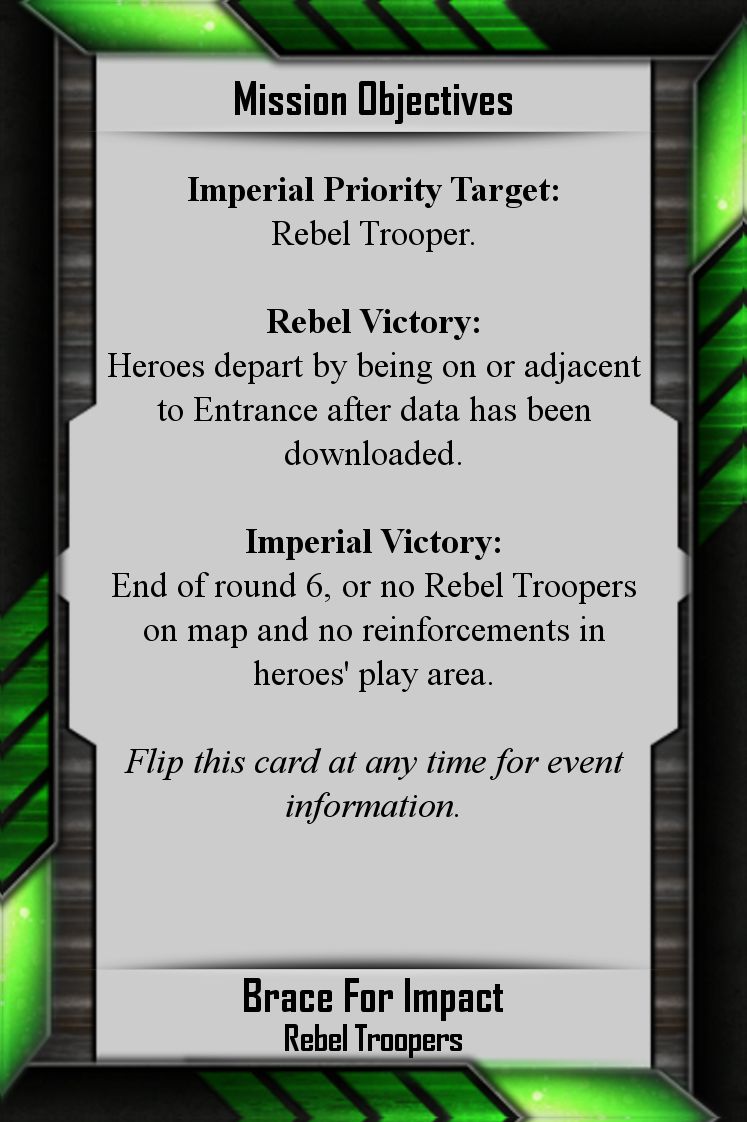 Mission Objectives
Imperial Priority Target:
Rebel Trooper.
Rebel Victory:
Heroes depart by being on or adjacent
to Entrance after data has been
downloaded.
Imperial Victory:
End of round 6, or no Rebel Troopers
on map and no reinforcements in
heroes' play area.
Flip this card at any time for event
information.
Brace For Impact
Rebel Troopers